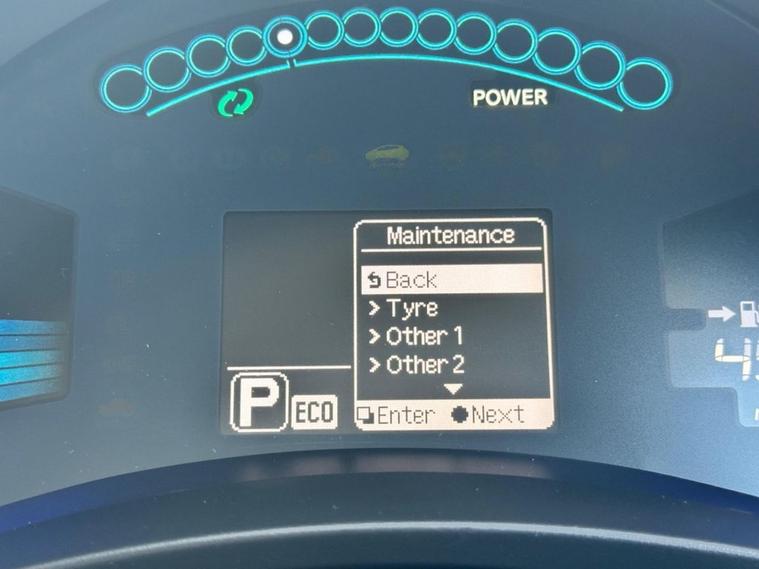 POWER
Maintenance
Back
> Tyre
> Other 1
> Other 2
P ECO
Enter Next